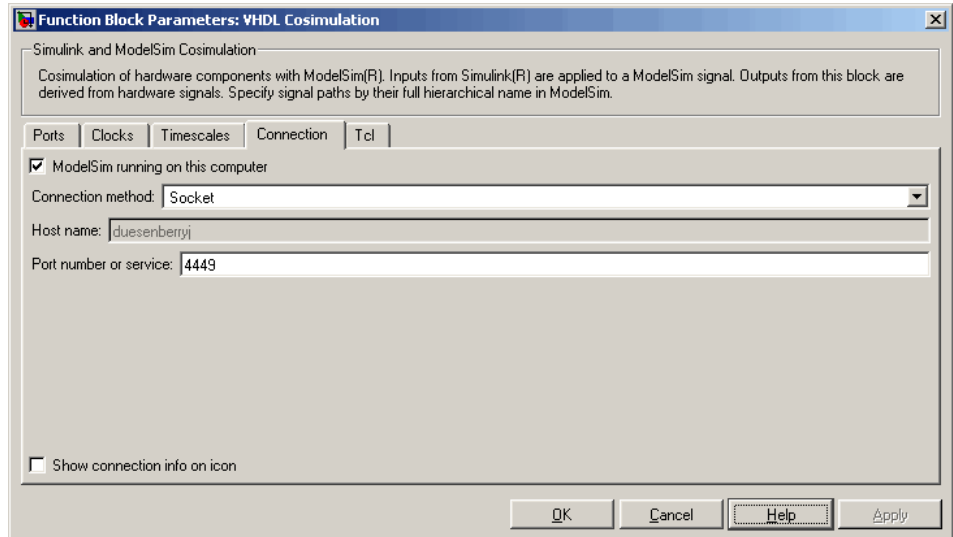 Function Block Parameters: VHDL Cosimulation
Simulink and ModelSim Cosimulation
Cosimulation of hardware components with ModelSim(R). Inputs from Simulink(R) are applied to a ModelSim signal. Outputs from this block are
derived from hardware signals. Specify signal paths by their full hierarchical name in ModelSim.
Ports Clocks Timescales Connection Tcl
ModelSim running on this computer
Connection method: Socket
Host name: duesenberryj
Port number or service: 4449
Show connection info on icon
OK Cancel Help Apply